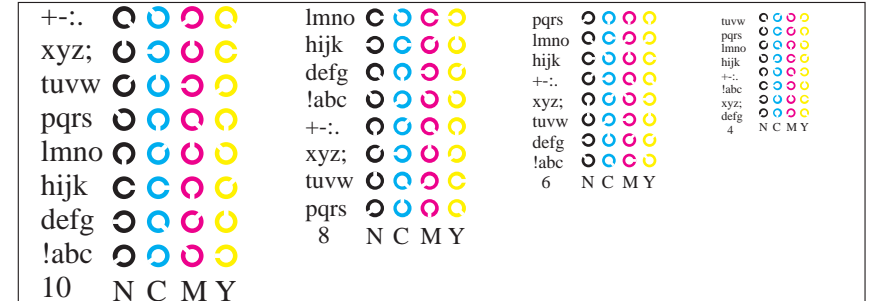 +-:.
xyz;
tuvw
pqrs
lmno
hijk
defg
!abc
10 N C M Y
lmno
hijk
defg
!abc
+-:.
xyz;
tuvw
pqrs
8 N C M Y
pqrs
lmno
hijk
+-:.
xyz;
tuvw
defg
!abc
6 N C M Y
tuvw
pqrs
lmno
hijk
+-:.
!abc
xyz;
defg
4 N C M Y